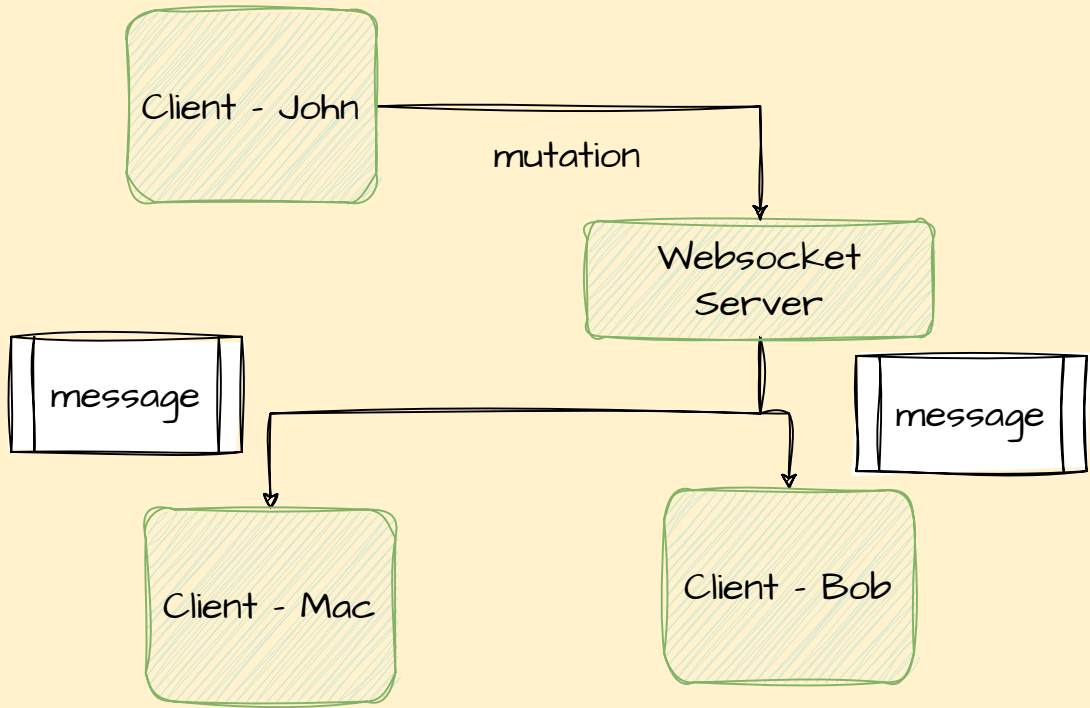 Client - John
mutation
Websocket
Server
message
message
Client - Mac
Client - Bob